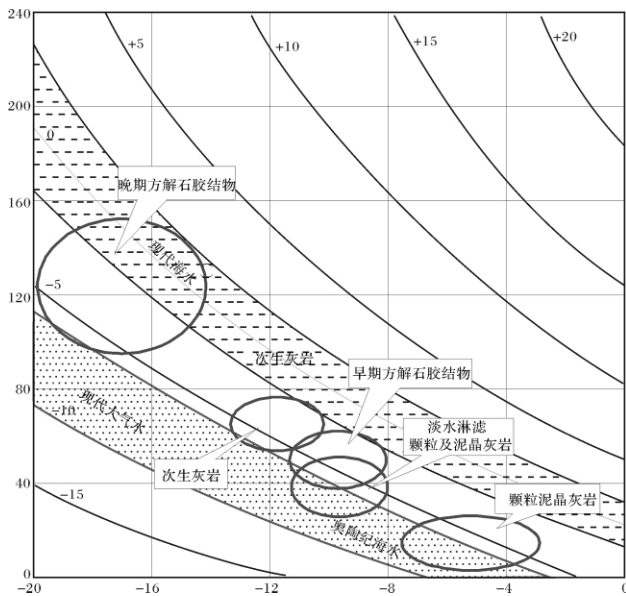 240
+5
+10
+15
+20
200
0
晚期方解石胶结物
160
现代海水
-5
120
次生灰岩
早期方解石胶结物
80
现代大气水
-10
淡水淋滤
颗粒及泥晶灰岩
次生灰岩
颗粒泥晶灰岩
40
-15
奥陶纪海水
0
-20
-16
-12
-8
-4
0